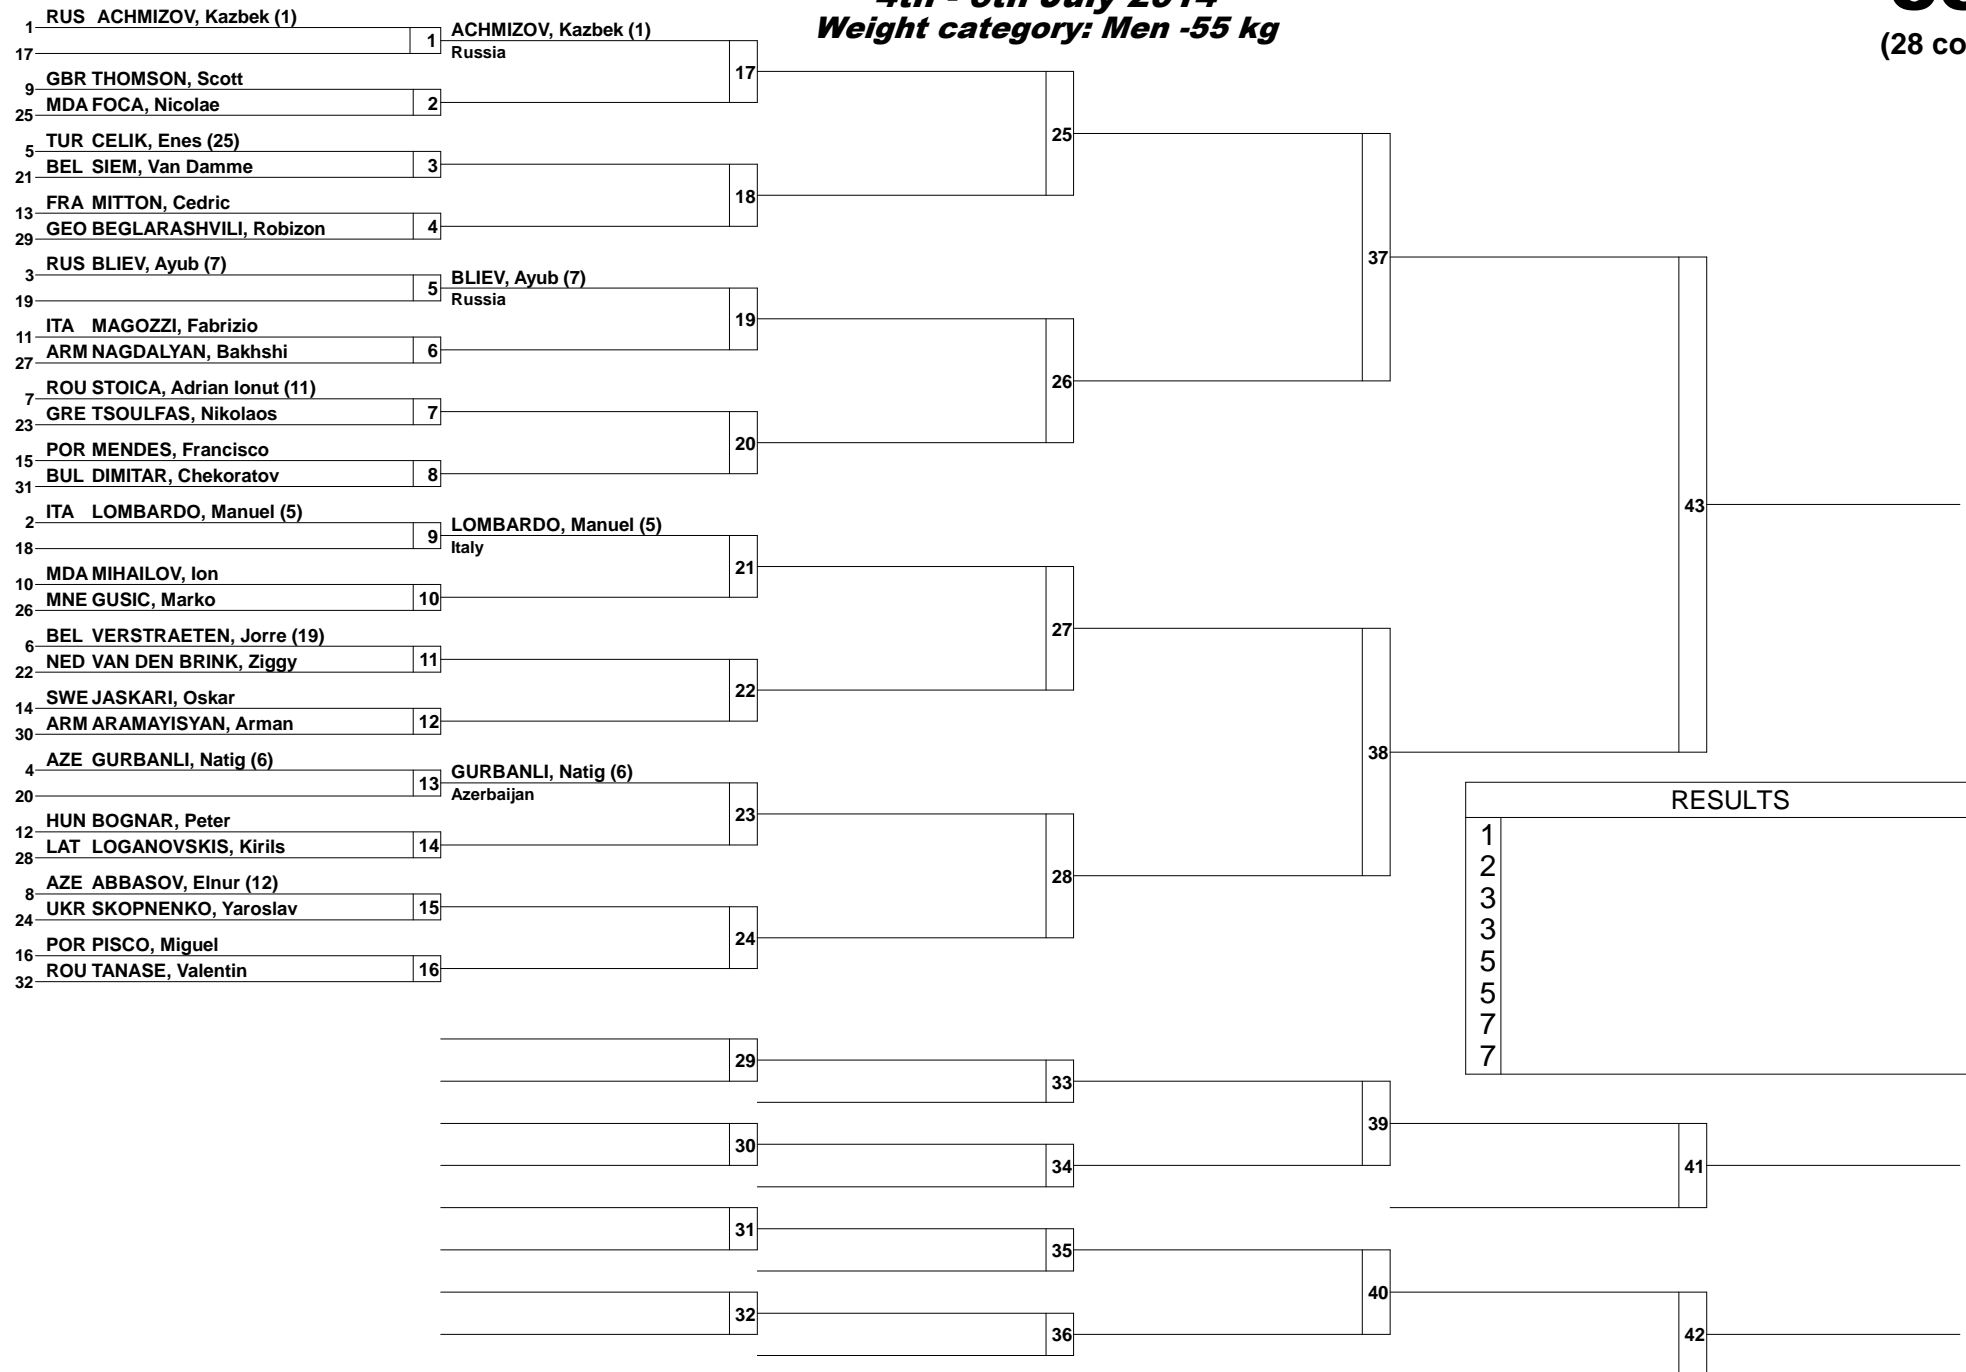 Weight category: Men -55 kg
(28 co
1 RUS ACHMIZOV, Kazbek (1)
17
1
ACHMIZOV, Kazbek (1)
Russia
9 GBR THOMSON, Scott
25 MDA FOCA, Nicolae
2
17
5 TUR CELIK, Enes (25)
21 BEL SIEM, Van Damme
3
13 FRA MITTON, Cedric
29 GEO BEGLARASHVILI, Robizon
4
18
25
3 RUS BLIEV, Ayub (7)
19
5
BLIEV, Ayub (7)
Russia
11 ITA MAGOZZI, Fabrizio
27 ARM NAGDALYAN, Bakhshi
6
19
7 ROU STOICA, Adrian Ionut (11)
23 GRE TSOULFAS, Nikolaos
7
15 POR MENDES, Francisco
31 BUL DIMITAR, Chekoratov
8
20
26
37
2 ITA LOMBARDO, Manuel (5)
18
9
LOMBARDO, Manuel (5)
Italy
10 MDA MIHAILOV, Ion
26 MNE GUSIC, Marko
10
21
6 BEL VERSTRAETEN, Jorre (19)
22 NED VAN DEN BRINK, Ziggy
11
14 SWE JASKARI, Oskar
30 ARM ARAMAYISYAN, Arman
12
22
27
4 AZE GURBANLI, Natig (6)
20
13
GURBANLI, Natig (6)
Azerbaijan
12 HUN BOGNAR, Peter
28 LAT LOGANOVSKIS, Kirils
14
23
8 AZE ABBASOV, Elnur (12)
24 UKR SKOPNENKO, Yaroslav
15
16 POR PISCO, Miguel
32 ROU TANASE, Valentin
16
24
28
38
43
RESULTS
1
2
3
3
5
5
7
7
29
33
30
34
39
41
31
35
32
36
40
42